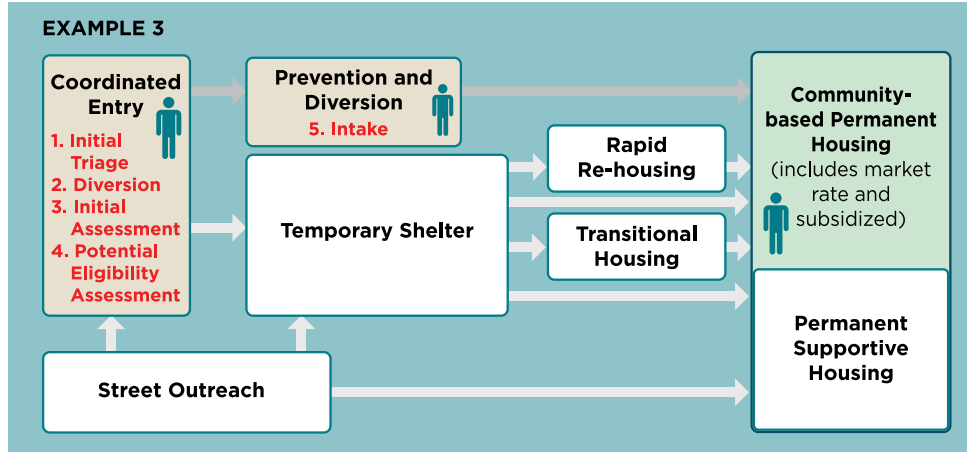 EXAMPLE 3
Coordinated
Entry
1. Initial
Triage
2. Diversion
3. Initial
Assessment
4. Potential
Eligibility
Assessment
Prevention and
Diversion
5. Intake
Temporary Shelter
Rapid
Re-housing
Transitional
Housing
Community-
based Permanent
Housing
(includes market
rate and
subsidized)
Permanent
Supportive
Housing
Street Outreach